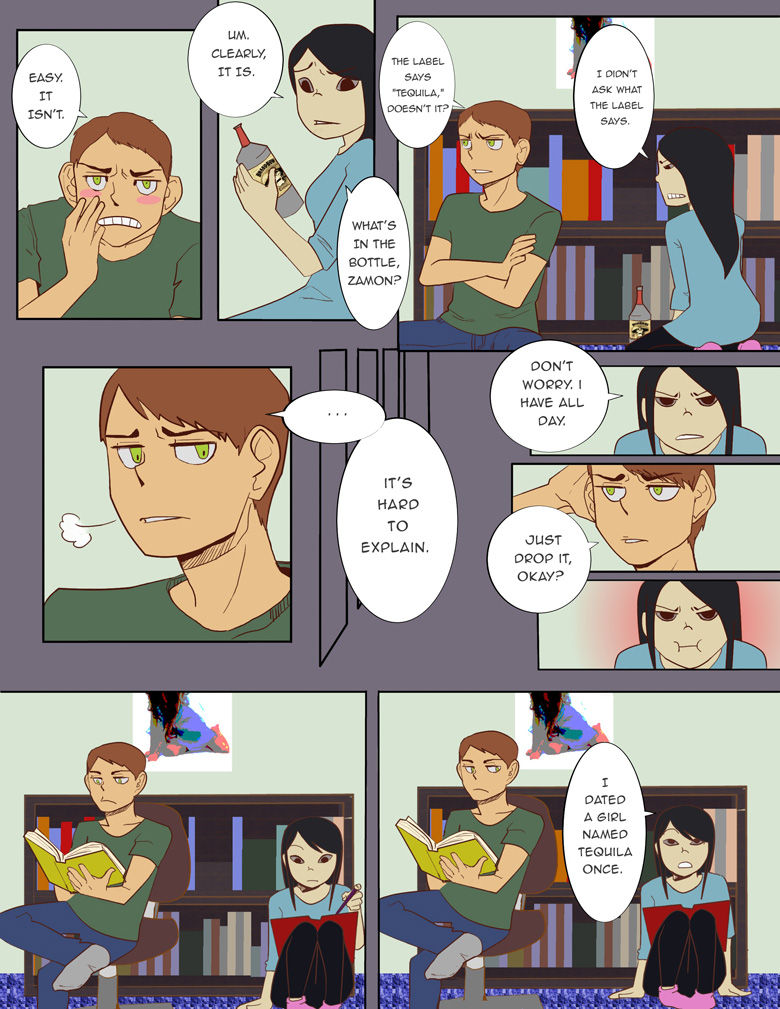 EASY.
IT
ISN'T.
UM.
CLEARLY,
IT IS.
WHAT'S
IN THE
BOTTLE,
ZAMON?
THE LABEL
SAYS
"TEQUILA,"
DOESN'T IT?
I DIDN'T
ASK WHAT
THE LABEL
SAYS.
. . .
IT'S
HARD
TO
EXPLAIN.
DON'T
WORRY. I
HAVE ALL
DAY.
JUST
DROP IT,
OKAY?
I
DATED
A GIRL
NAMED
TEQUILA
ONCE.